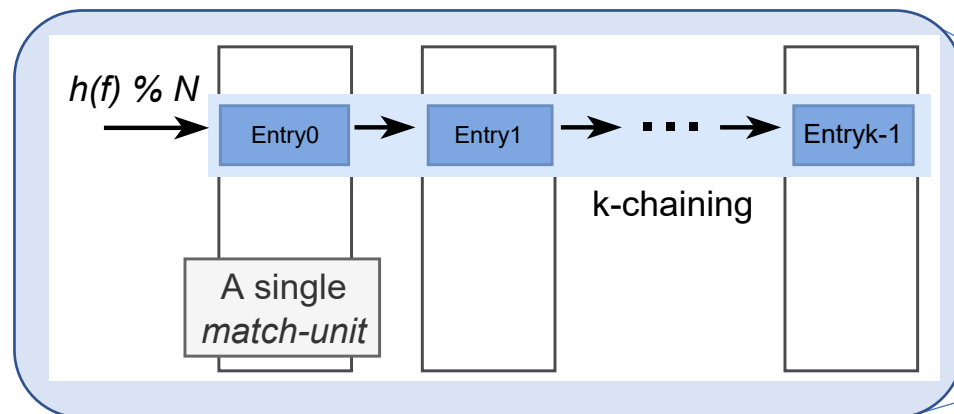 h(f) % N
Entry0
Entry1
...
Entryk-1
k-chaining
A single
match-unit